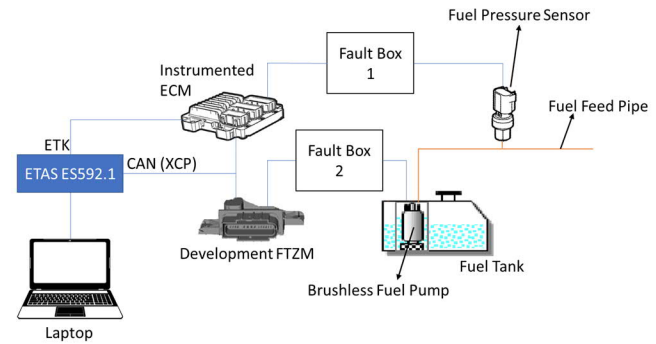 Fuel Pressure Sensor
Fault Box
1
Instrumented
ECM
Fuel Feed Pipe
ETK
Fault Box
2
CAN (XCP)
ETAS ES592.1
Development FTZM
Fuel Tank
Brushless Fuel Pump
Laptop